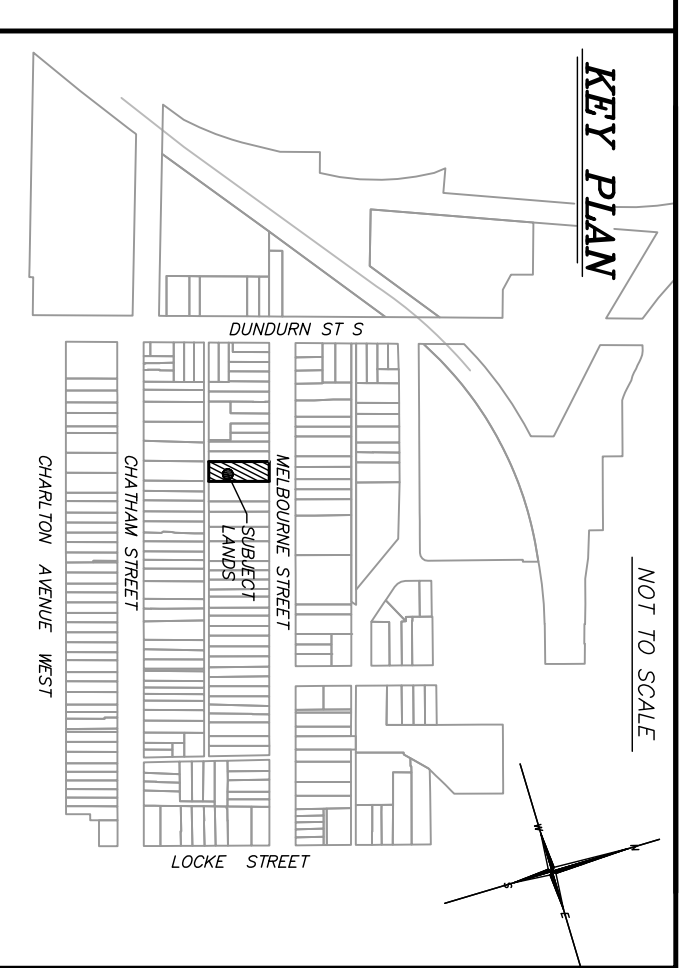 KEY PLAN
NOT TO SCALE
DUNDURN ST S
MELBOURNE STREET
SUBJECT
LANDS
CHATHAM STREET
CHARLTON AVENUE WEST
LOCKE STREET
N
W
E
S